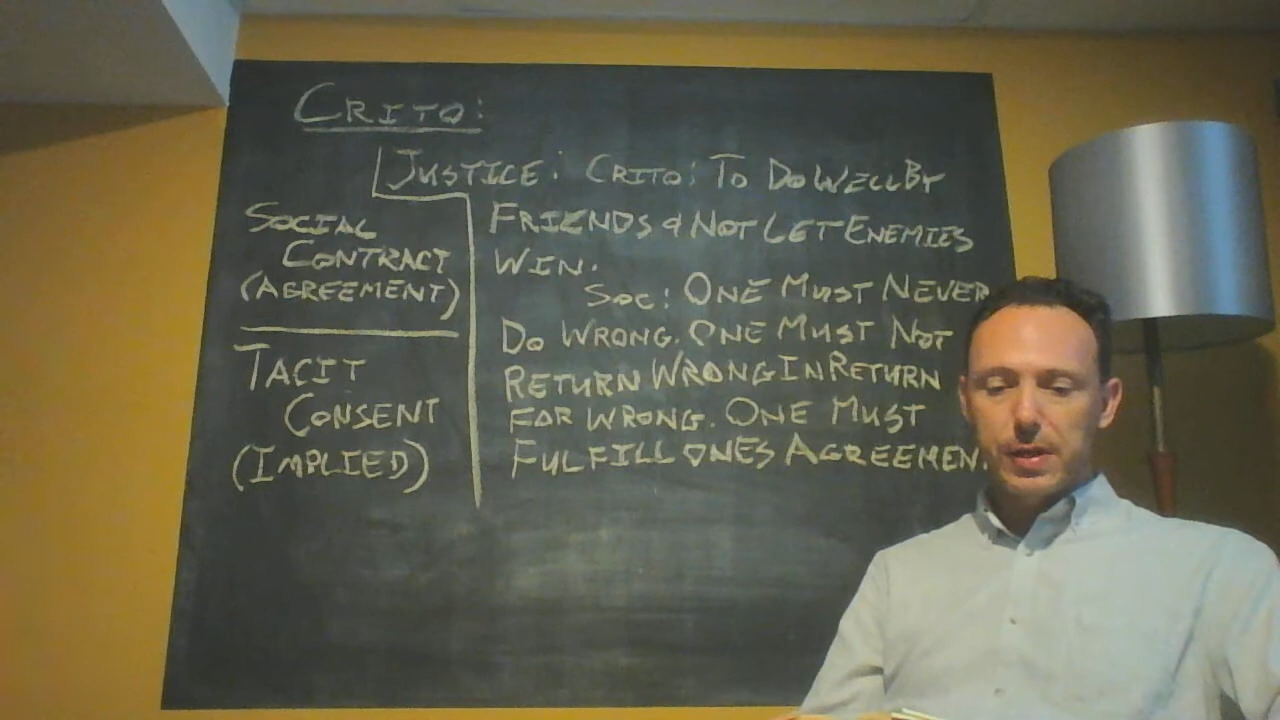 CRITO:
JUSTICE: CRITO: TO DO WELL BY
FRIENDS & NOT LET ENEMIES
WIN.
SOC: ONE MUST NEVER
DO WRONG. ONE MUST NOT
RETURN WRONG IN RETURN
FOR WRONG. ONE MUST
FULFILL ONES AGREEMEN
SOCIAL
CONTRACT
(AGREEMENT)
TACIT
CONSENT
(IMPLIED)